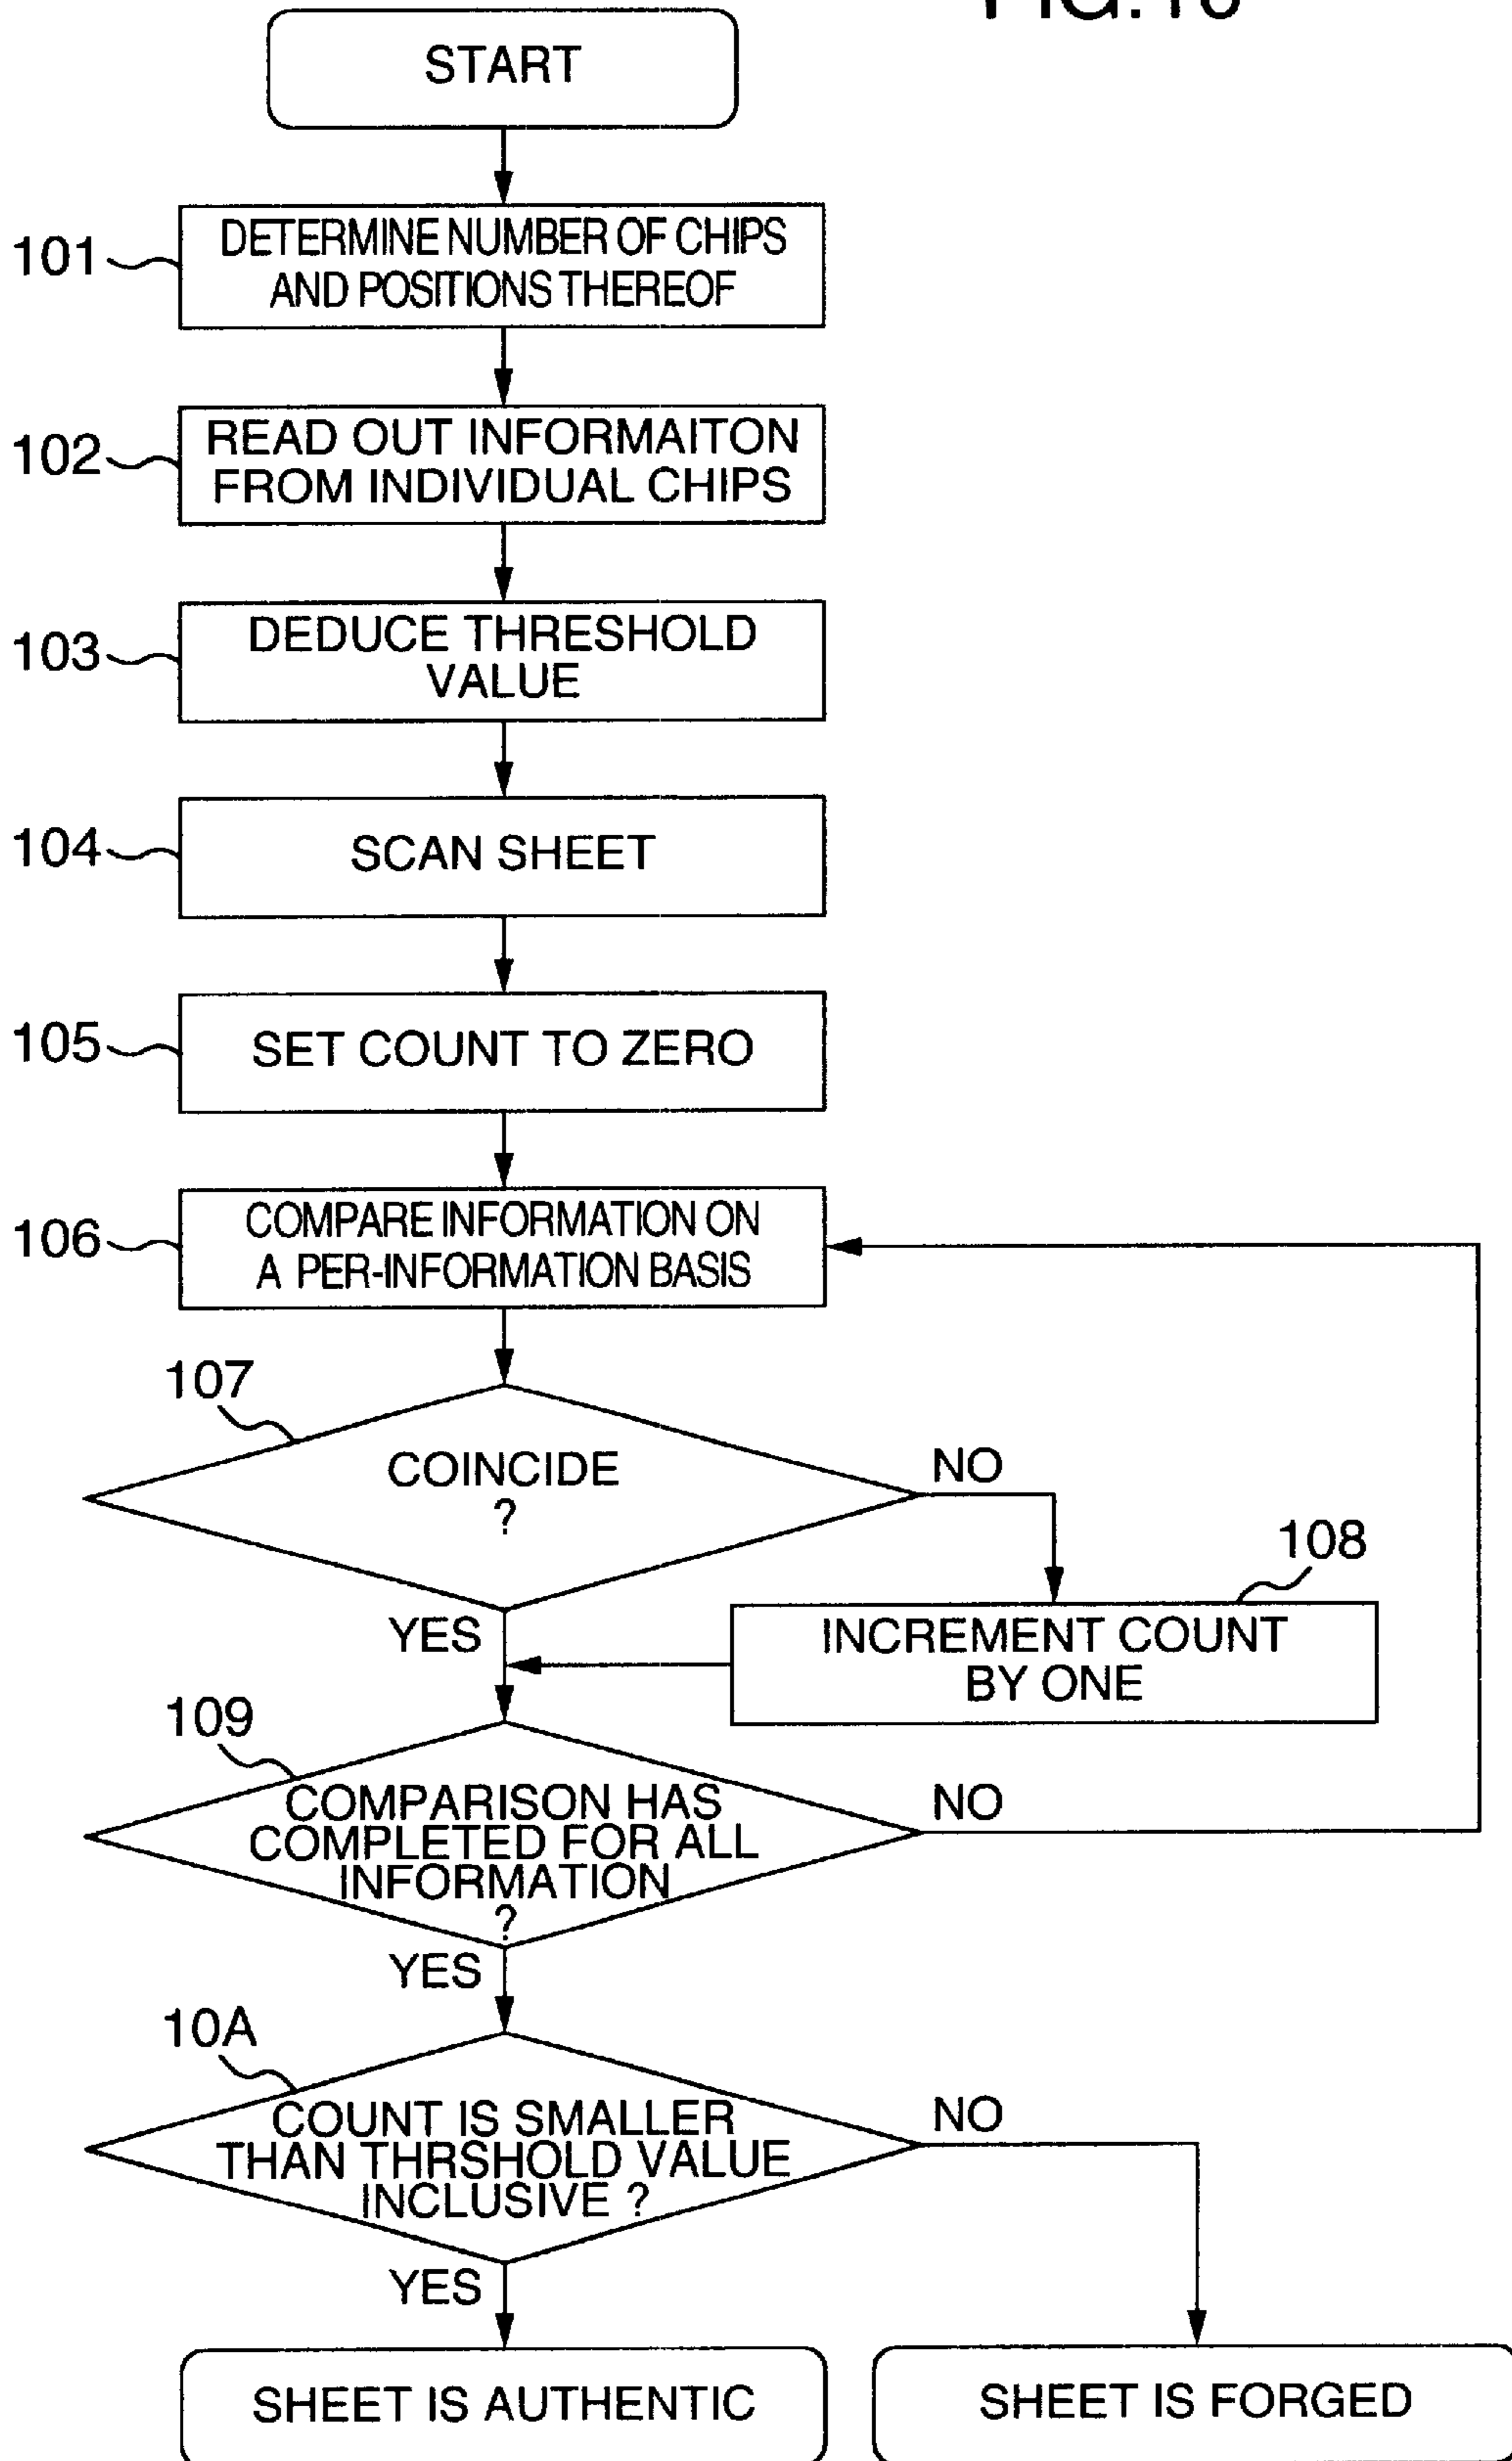 FIG.10
START
101
DETERMINE NUMBER OF CHIPS
AND POSITIONS THEREOF
102
READ OUT INFORMAITON
FROM INDIVIDUAL CHIPS
103
DEDUCE THRESHOLD
VALUE
104
SCAN SHEET
105
SET COUNT TO ZERO
106
COMPARE INFORMATION ON
A PER-INFORMATION BASIS
107
COINCIDE
?
NO
108
YES
INCREMENT COUNT
BY ONE
109
COMPARISON HAS
COMPLETED FOR ALL
INFORMATION
?
NO
YES
10A
COUNT IS SMALLER
THAN THRSHOLD VALUE
INCLUSIVE ?
NO
YES
SHEET IS AUTHENTIC
SHEET IS FORGED